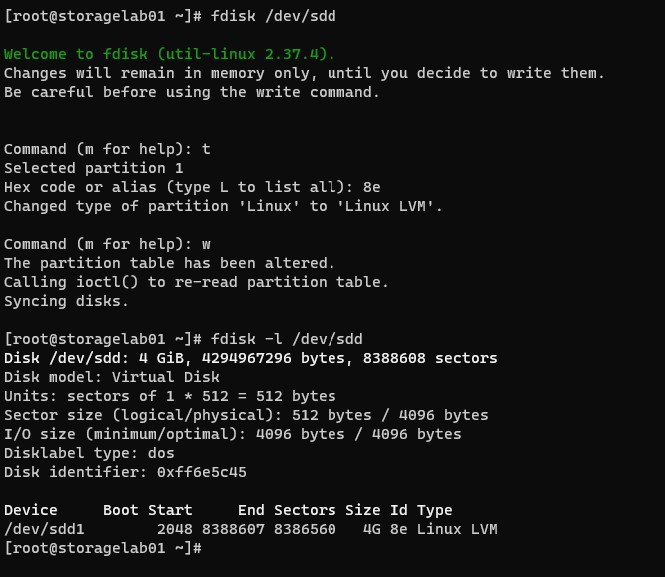 [root@storagelab01 ~]# fdisk /dev/sdd
Welcome to fdisk (util-linux 2.37.4).
Changes will remain in memory only, until you decide to write them.
Be careful before using the write command.
Command (m for help): t
Selected partition 1
Hex code or alias (type L to list all): 8e
Changed type of partition 'Linux' to 'Linux LVM'.
Command (m for help): w
The partition table has been altered.
Calling ioctl() to re-read partition table.
Syncing disks.
[root@storagelab01 ~]# fdisk -l /dev/sdd
Disk /dev/sdd: 4 GiB, 4294967296 bytes, 8388608 sectors
Disk model: Virtual Disk
Units: sectors of 1 * 512 = 512 bytes
Sector size (logical/physical): 512 bytes / 4096 bytes
I/O size (minimum/optimal): 4096 bytes / 4096 bytes
Disklabel type: dos
Disk identifier: 0xff6e5c45
Device     Boot Start     End Sectors Size Id Type
/dev/sdd1        2048 8388607 8386560   4G 8e Linux LVM
[root@storagelab01 ~]#